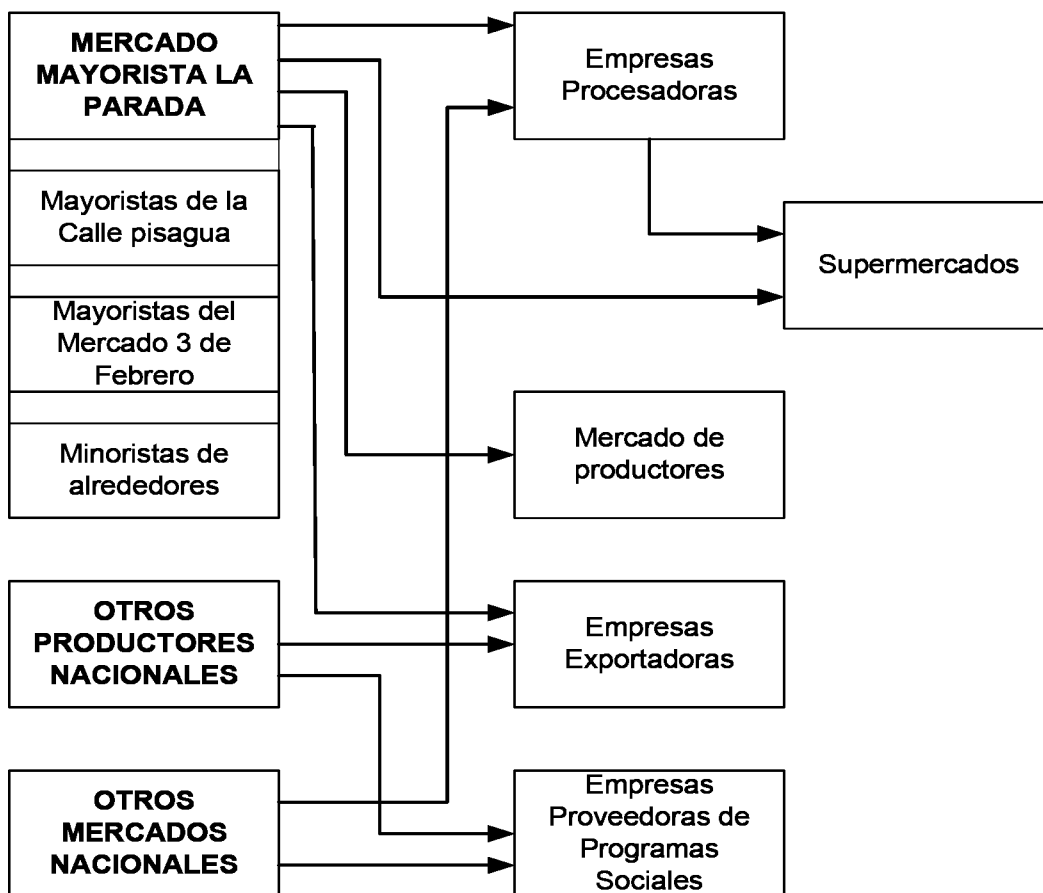 MERCADO
MAYORISTA LA
PARADA
Mayoristas de la
Calle pisagua
Mayoristas del
Mercado 3 de
Febrero
Minoristas de
alrededores
OTROS
PRODUCTORES
NACIONALES
OTROS
MERCADOS
NACIONALES
Empresas
Procesadoras
Mercado de
productores
Empresas
Exportadoras
Empresas
Proveedoras de
Programas
Sociales
Supermercados